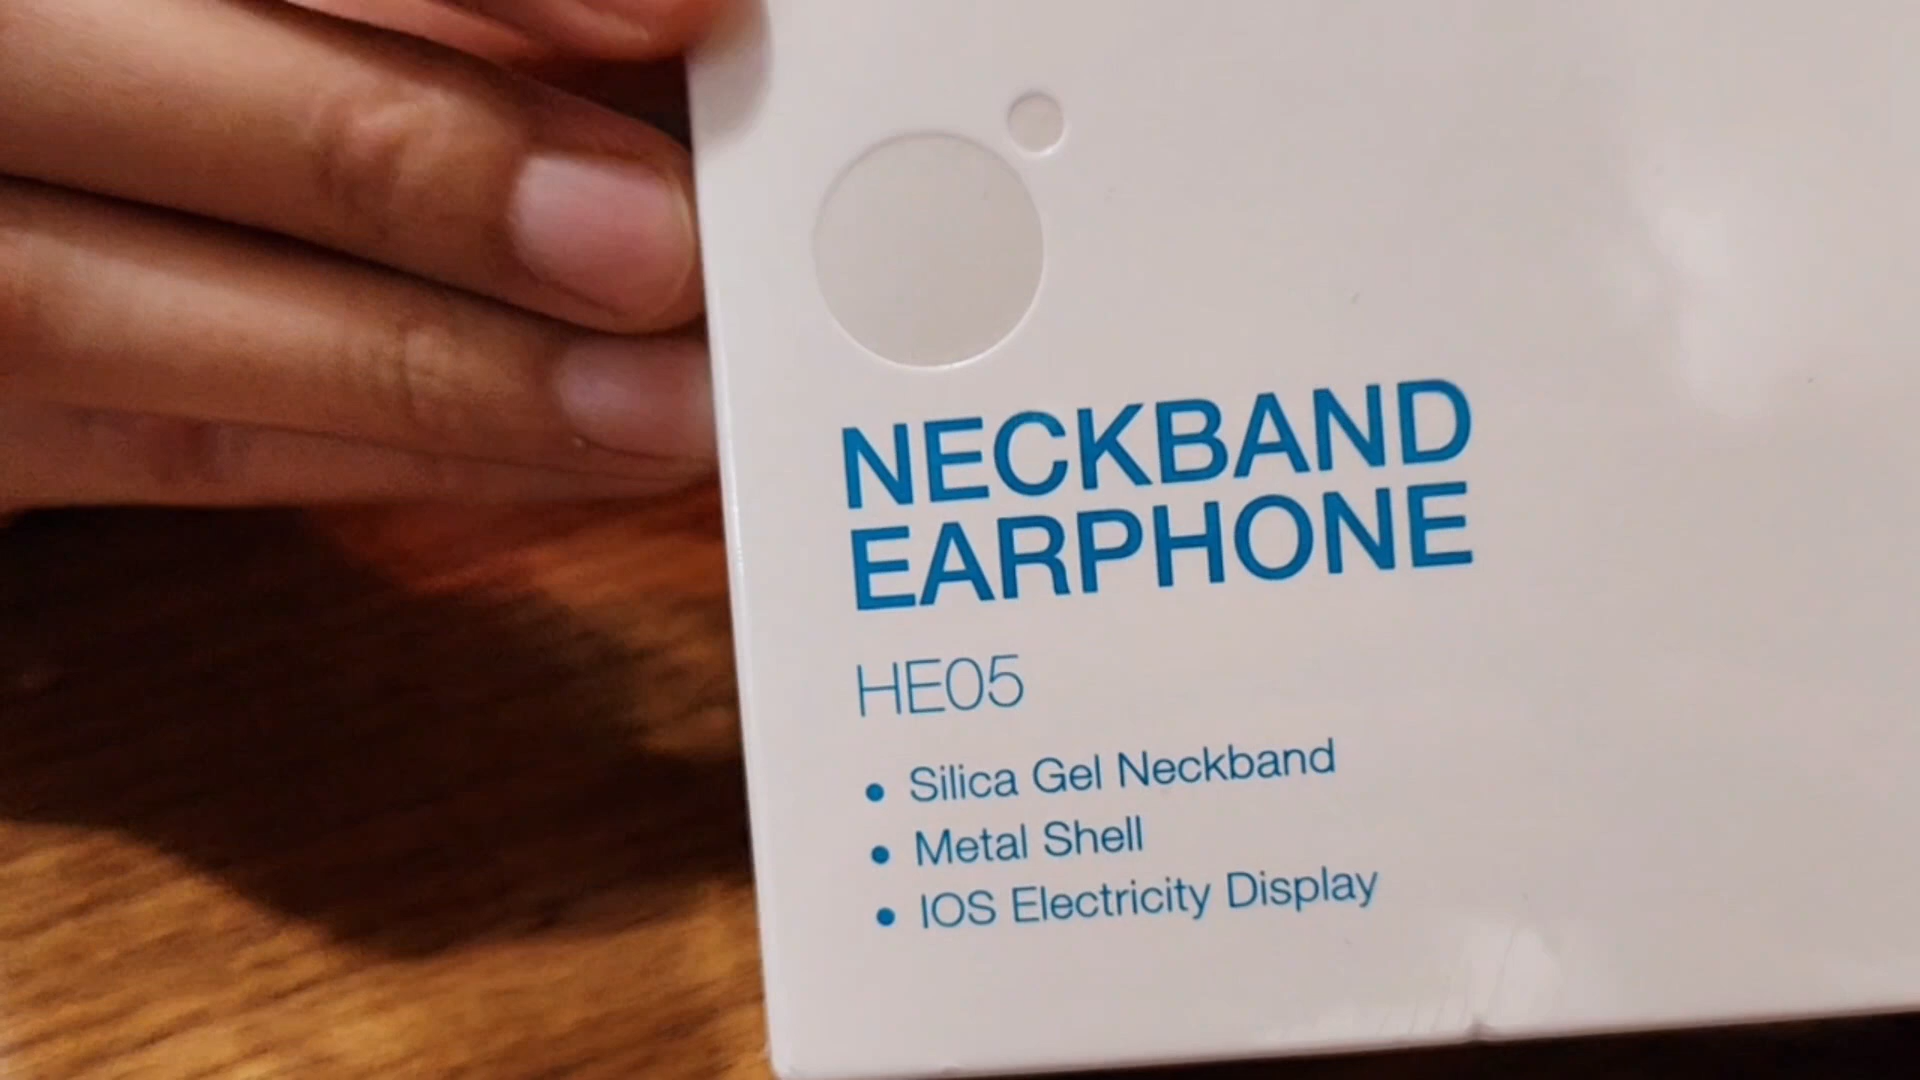 NECKBAND
EARPHONE
HE05
• Silica Gel Neckband
• Metal Shell
• IOS Electricity Display